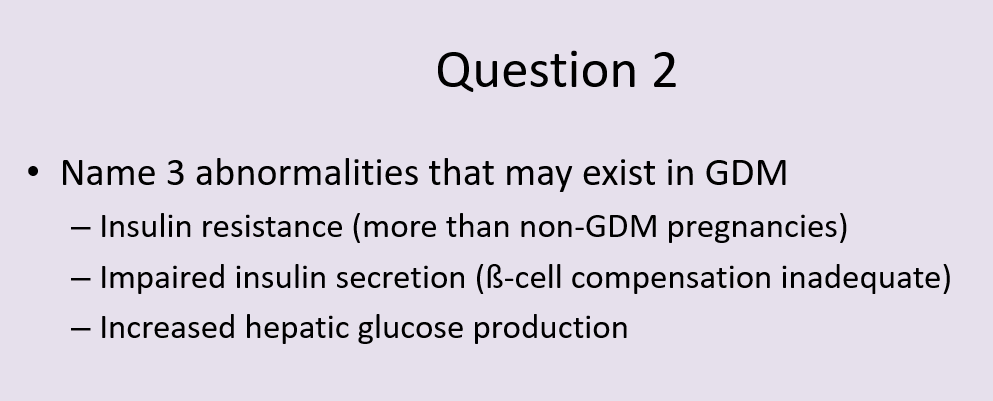 Question 2
• Name 3 abnormalities that may exist in GDM
– Insulin resistance (more than non-GDM pregnancies)
– Impaired insulin secretion (ß-cell compensation inadequate)
– Increased hepatic glucose production